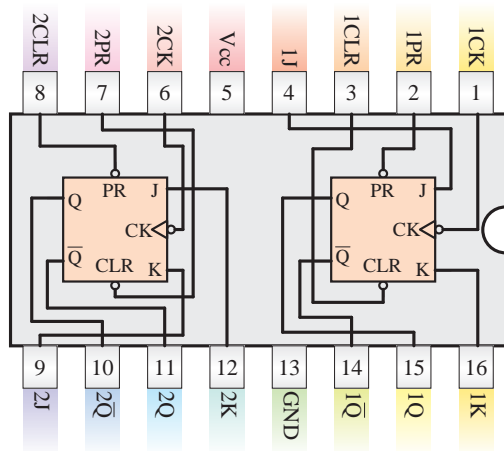 2CLR 2PR 2CK Vcc 1J 1CLR 1PR 1CK
8 7 6 5 4 3 2 1
PR J PR J
Q Q
CK CK
Q̅ Q̅
CLR K CLR K
9 10 11 12 13 14 15 16
2J 2Q̅ 2Q 2K GND 1Q̅ 1Q 1K